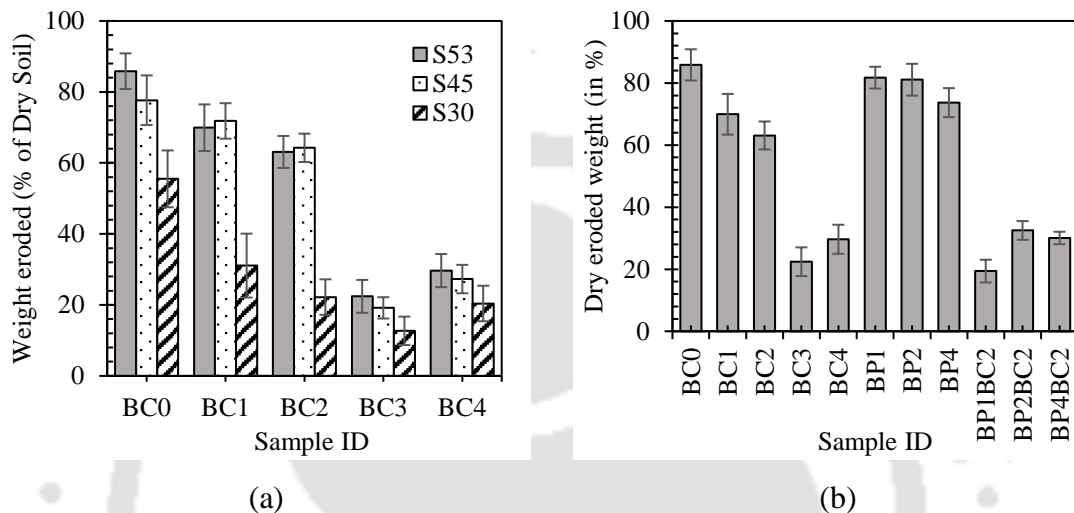 100
80
60
40
20
0
Weight eroded (% of Dry Soil)
S53
S45
S30
BC0 BC1 BC2 BC3 BC4
Sample ID
(a)
100
80
60
40
20
0
Dry eroded weight (in %)
BC0 BC1 BC2 BC3 BC4 BP1 BP2 BP4 BP1BC2 BP2BC2 BP4BC2
Sample ID
(b)